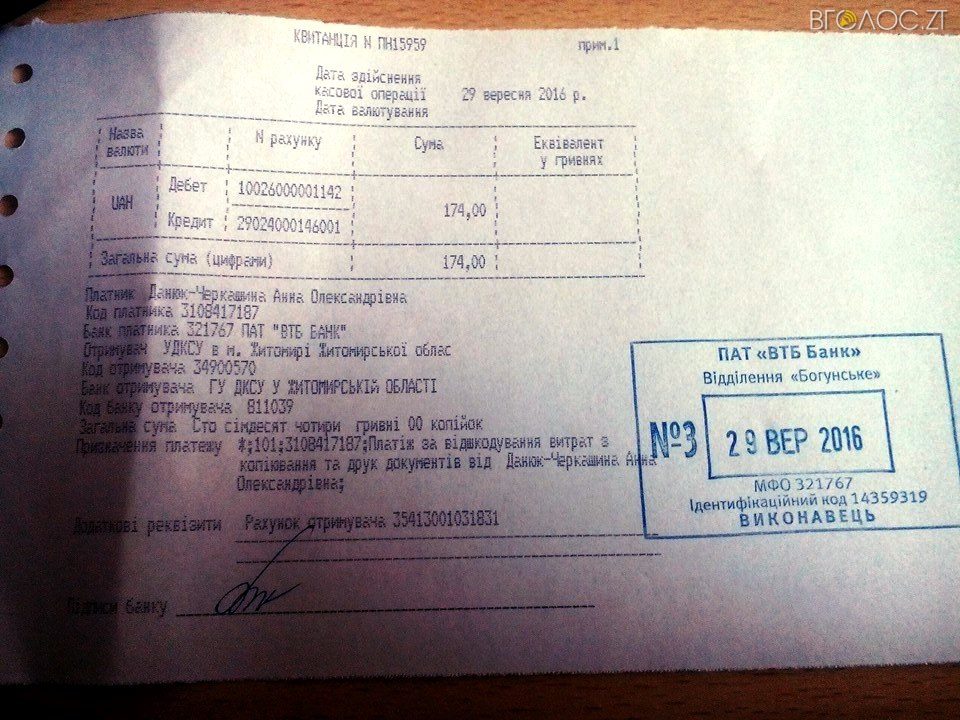 ВГОЛОС.ZT
КВИТАНЦІЯ N ПН15959 прим.1
Дата здійснення
касової операції 29 вересня 2016 р.
Дата валютування
Назва валюти N рахунку Сума Еквівалент у гривнях
UAH Дебет 10026000001142
174,00
Кредит 29024000146001
Загальна сума (цифрами) 174,00
Платник Данюк-Черкашина Анна Олександрівна
Код платника 3108417187
Банк платника 321767 ПАТ "ВТБ БАНК"
Отримувач УДКСУ в м. Житомирі Житомирської облас
Код отримувача 34900570
Банк отримувача ГУ ДКСУ У ЖИТОМИРСЬКІЙ ОБЛАСТІ
Код банку отримувача 811039
Загальна сума Сто сімдесят чотири гривні 00 копійок
Призначення платежу *;101;3108417187;Платіж за відшкодування витрат з
копіювання та друк документів від Данюк-Черкашина Анна
Олександрівна;
Додаткові реквізити Рахунок отримувача 35413001031831
Підписи банку
ПАТ «ВТБ Банк»
Відділення «Богунське»
№3 29 ВЕР 2016
МФО 321767
Ідентифікаційний код 14359319
ВИКОНАВЕЦЬ